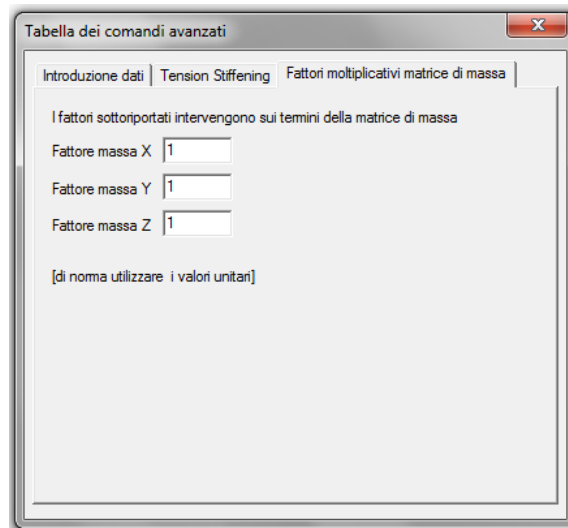 Tabella dei comandi avanzati
Introduzione dati Tension Stiffening Fattori moltiplicativi matrice di massa
I fattori sottoriportati intervengono sui termini della matrice di massa
Fattore massa X 1
Fattore massa Y 1
Fattore massa Z 1
[di norma utilizzare i valori unitari]